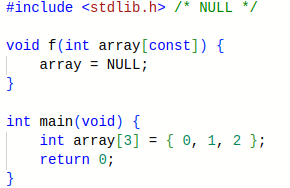 #include <stdlib.h> /* NULL */
void f(int array[const]) {
array = NULL;
}
int main(void) {
int array[3] = { 0, 1, 2 };
return 0;
}